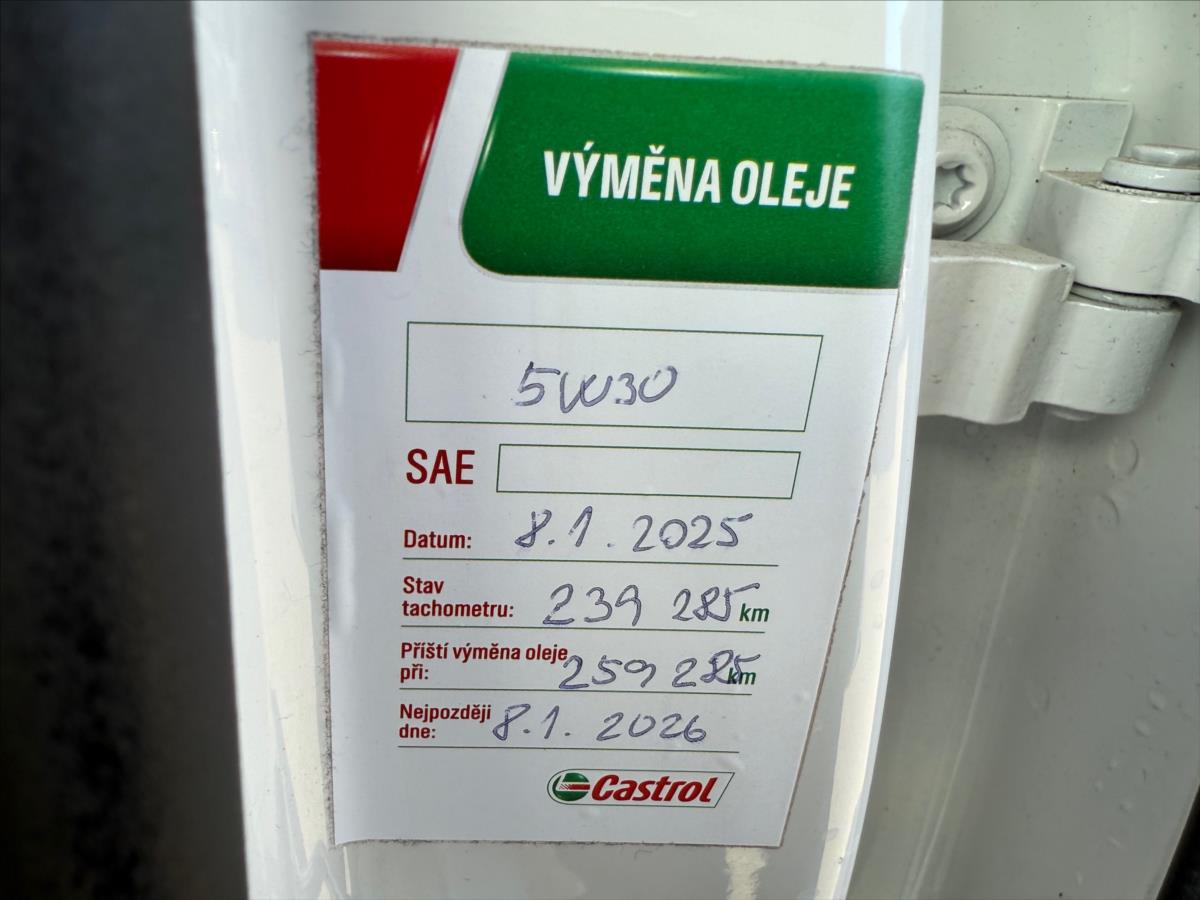 VÝMĚNA OLEJE
5W30
SAE
Datum: 8.1.2025
Stav
tachometru: 239 285 km
Příští výměna oleje
při: 259 285 km
Nejpozději
dne: 8.1.2026
Castrol